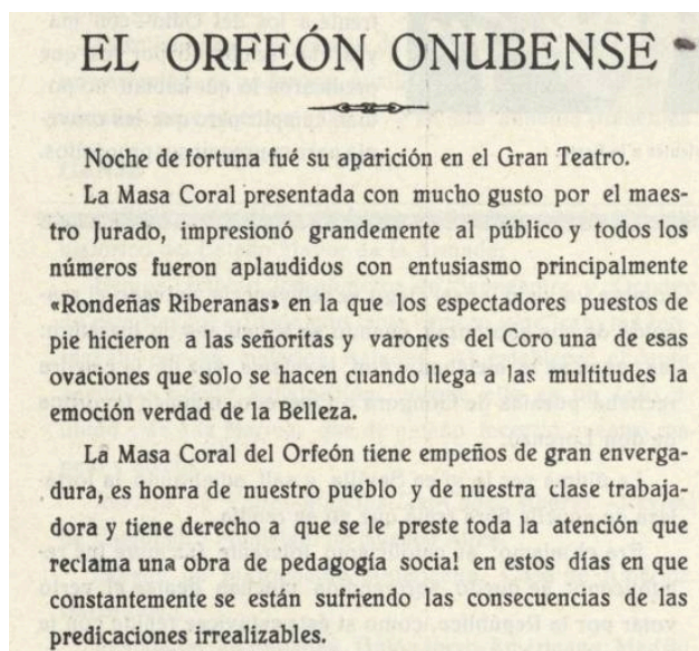 EL ORFEÓN ONUBENSE
Noche de fortuna fué su aparición en el Gran Teatro.
La Masa Coral presentada con mucho gusto por el maes-
tro Jurado, impresionó grandemente al público y todos los
números fueron aplaudidos con entusiasmo principalmente
«Rondeñas Riberanas» en la que los espectadores puestos de
pie hicieron a las señoritas y varones del Coro una de esas
ovaciones que solo se hacen cuando llega a las multitudes la
emoción verdad de la Belleza.
La Masa Coral del Orfeón tiene empeños de gran enverga-
dura, es honra de nuestro pueblo y de nuestra clase trabaja-
dora y tiene derecho a que se le preste toda la atención que
reclama una obra de pedagogía social en estos días en que
constantemente se están sufriendo las consecuencias de las
predicaciones irrealizables.